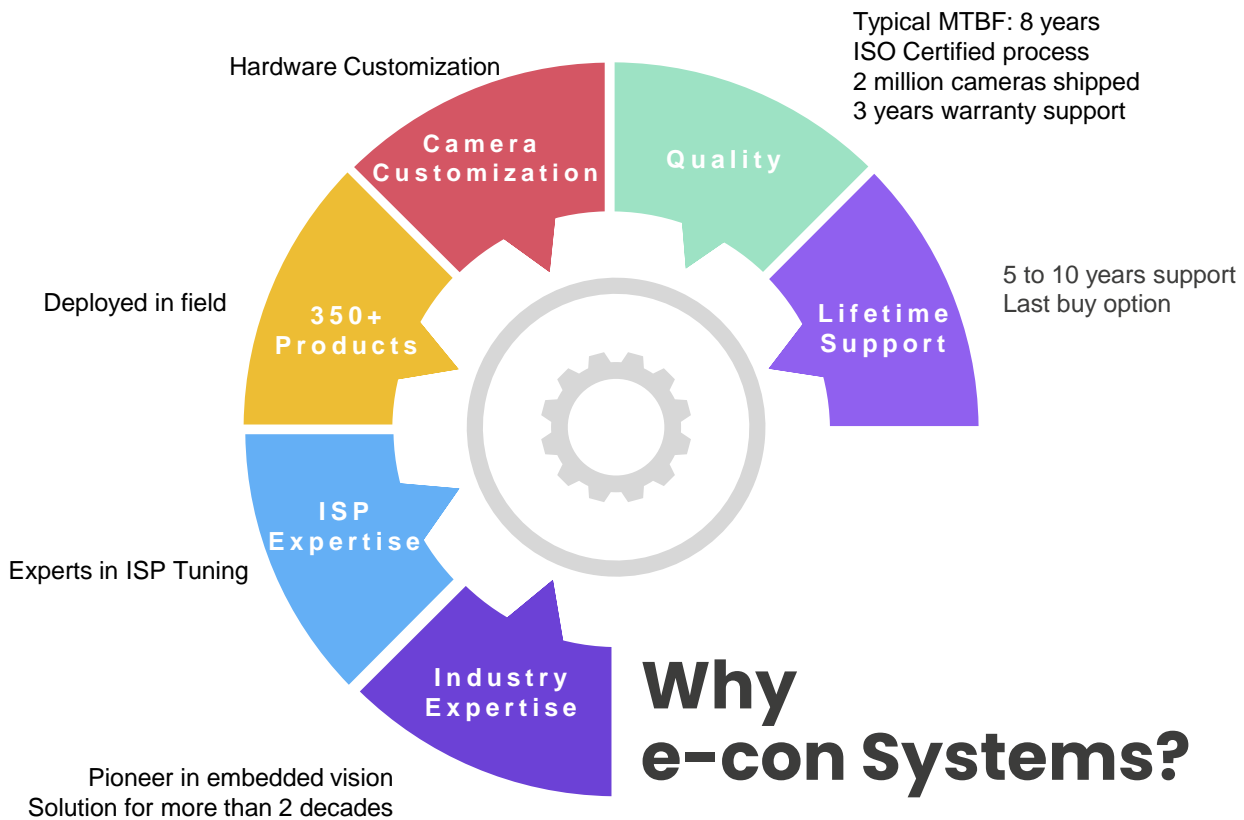 Typical MTBF: 8 years
ISO Certified process
2 million cameras shipped
3 years warranty support
Hardware Customization
Camera
Customization
Quality
Lifetime
Support
5 to 10 years support
Last buy option
Deployed in field
350+
Products
ISP
Expertise
Experts in ISP Tuning
Industry
Expertise
Pioneer in embedded vision
Solution for more than 2 decades
Why
e-con Systems?